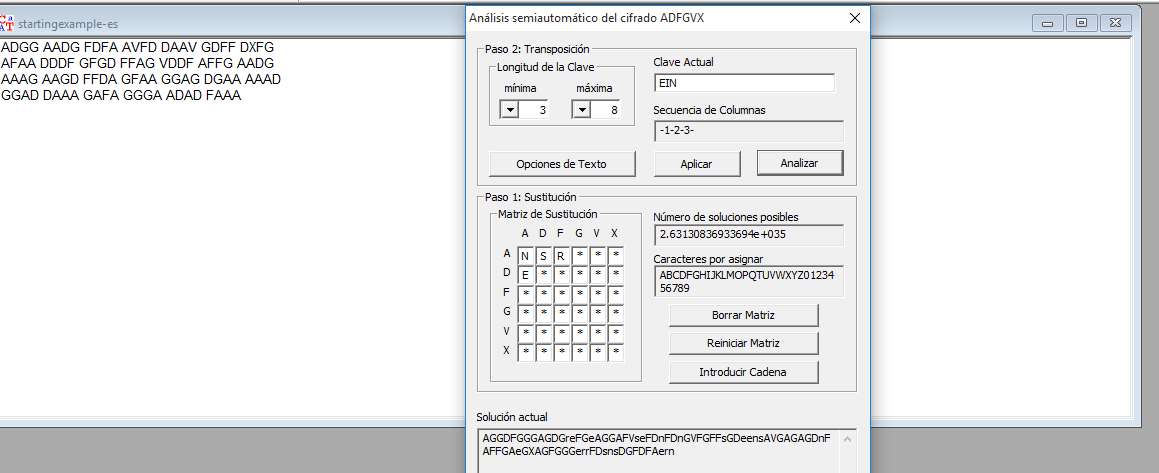 startingexample-es
ADGG AADG FDFA AVFD DAAV GDFF DXFG
AFAA DDDF GFGD FFAG VDDF AFFG AADG
AAAG AAGD FFDA GFAA GGAG DGAA AAAD
GGAD DAAA GAFA GGGA ADAD FAAA
Análisis semiautomático del cifrado ADFGVX
Paso 2: Transposición
Longitud de la Clave
mínima máxima
3 8
Clave Actual
EIN
Secuencia de Columnas
-1-2-3-
Opciones de Texto Aplicar Analizar
Paso 1: Sustitución
Matriz de Sustitución
A D F G V X
A N S R * * *
D E * * * * *
F * * * * * *
G * * * * * *
V * * * * * *
X * * * * * *
Número de soluciones posibles
2.63130836933694e+035
Caracteres por asignar
ABCDFGHIJKLMOPQTUVWXYZ01234
56789
Borrar Matriz
Reiniciar Matriz
Introducir Cadena
Solución actual
AGGDFGGGAGDGreFGeAGGAFVseFDnFDnGVFGFFsGDeensAVGAGAGDnF
AFFGAeGXAGFGGGerrFDsnsDGFDFAern